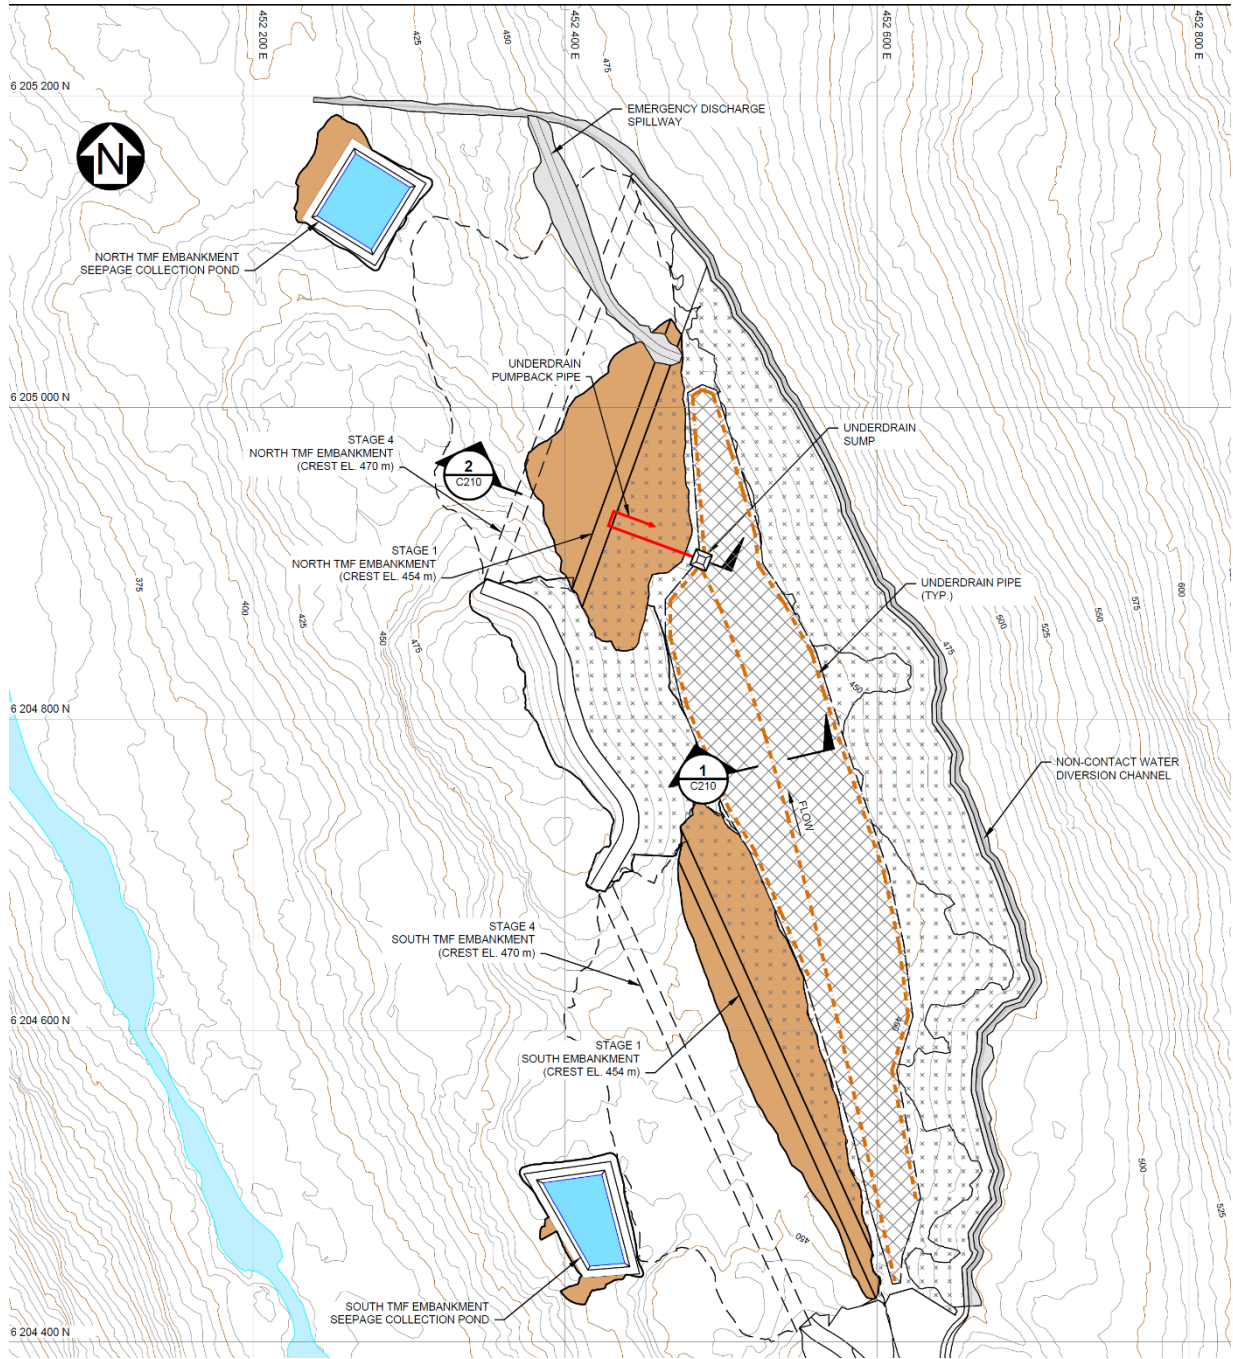 452 200 E
452 400 E
452 600 E
452 800 E
425
450
475
6 205 200 N
EMERGENCY DISCHARGE
SPILLWAY
N
NORTH TMF EMBANKMENT
SEEPAGE COLLECTION POND
UNDERDRAIN
PUMPBACK PIPE
6 205 000 N
STAGE 4
NORTH TMF EMBANKMENT
(CREST EL. 470 m)
UNDERDRAIN
SUMP
2
C210
STAGE 1
NORTH TMF EMBANKMENT
(CREST EL. 454 m)
UNDERDRAIN PIPE
(TYP.)
375
400
425
450
475
600
575
550
525
500
475
450
6 204 800 N
1
C210
NON-CONTACT WATER
DIVERSION CHANNEL
FLOW
STAGE 4
SOUTH TMF EMBANKMENT
(CREST EL. 470 m)
6 204 600 N
450
STAGE 1
SOUTH EMBANKMENT
(CREST EL. 454 m)
500
525
450
SOUTH TMF EMBANKMENT
SEEPAGE COLLECTION POND
6 204 400 N